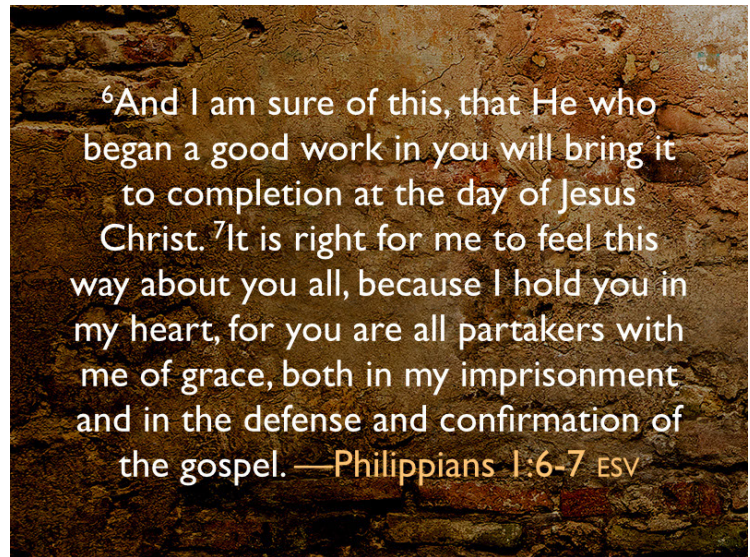 ⁶And I am sure of this, that He who
began a good work in you will bring it
to completion at the day of Jesus
Christ. ⁷It is right for me to feel this
way about you all, because I hold you in
my heart, for you are all partakers with
me of grace, both in my imprisonment
and in the defense and confirmation of
the gospel. —Philippians 1:6-7 ESV